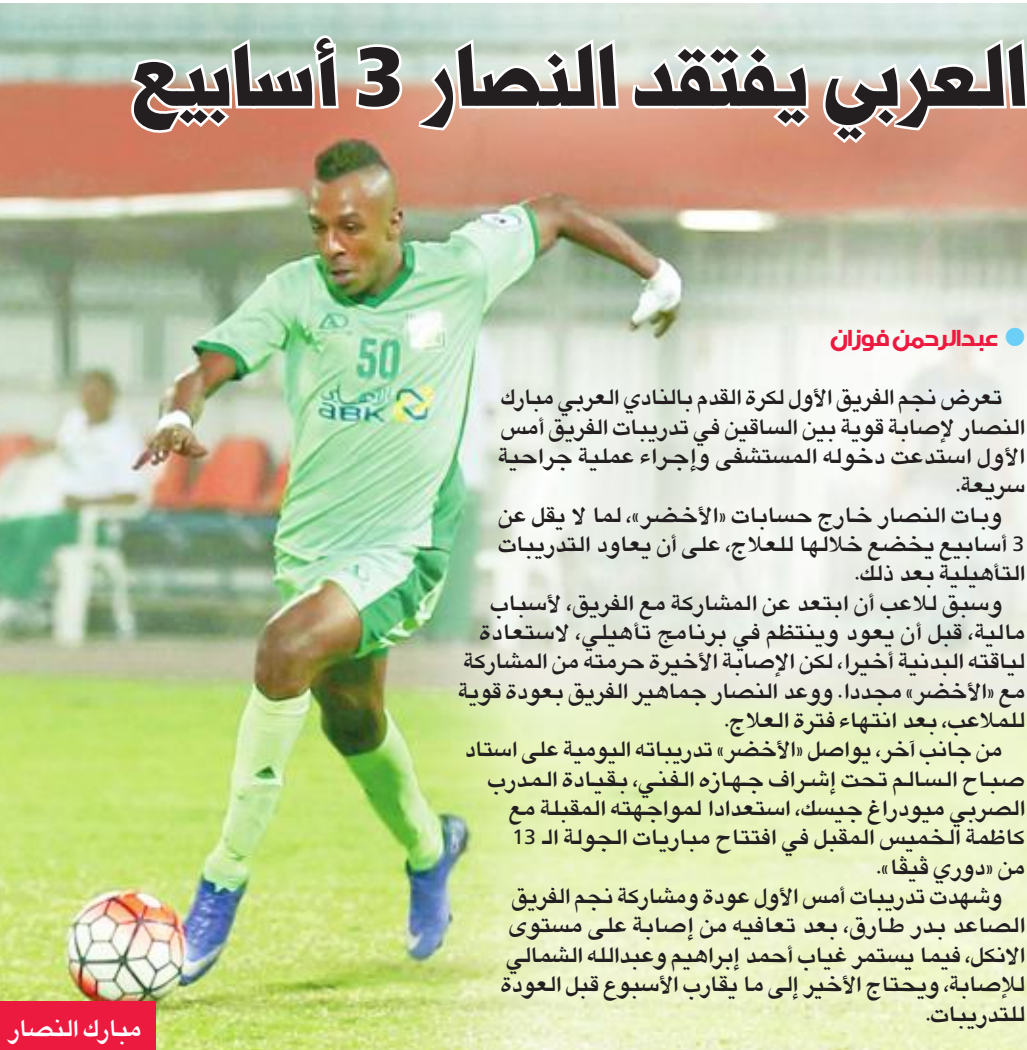 العربي يفتقد النصار 3 أسابيع
عبدالرحمن فوزان
تعرض نجم الفريق الأول لكرة القدم بالنادي العربي مبارك
النصار لإصابة قوية بين الساقين في تدريبات الفريق أمس
الأول استدعت دخوله المستشفى وإجراء عملية جراحية
سريعة.
وبات النصار خارج حسابات «الأخضر»، لما لا يقل عن
3 أسابيع يخضع خلالها للعلاج، على أن يعاود التدريبات
التأهيلية بعد ذلك.
وسبق للاعب أن ابتعد عن المشاركة مع الفريق، لأسباب
مالية، قبل أن يعود وينتظم في برنامج تأهيلي، لاستعادة
لياقته البدنية أخيرا، لكن الإصابة الأخيرة حرمته من المشاركة
مع «الأخضر» مجددا. ووعد النصار جماهير الفريق بعودة قوية
للملاعب، بعد انتهاء فترة العلاج.
من جانب آخر، يواصل «الأخضر» تدريباته اليومية على استاد
صباح السالم تحت إشراف جهازه الفني، بقيادة المدرب
الصربي ميودراغ جيسك، استعدادا لمواجهته المقبلة مع
كاظمة الخميس المقبل في افتتاح مباريات الجولة الـ 13
من «دوري ڤيڤا».
وشهدت تدريبات أمس الأول عودة ومشاركة نجم الفريق
الصاعد بدر طارق، بعد تعافيه من إصابة على مستوى
الانكل، فيما يستمر غياب أحمد إبراهيم وعبدالله الشمالي
للإصابة، ويحتاج الأخير إلى ما يقارب الأسبوع قبل العودة
للتدريبات.
50
الأهلي
ABK
مبارك النصار